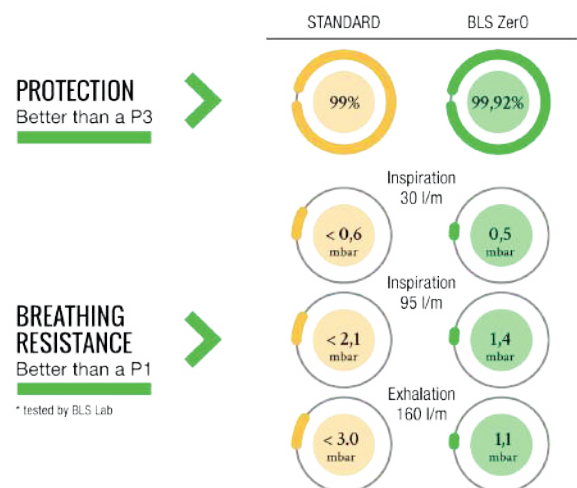 STANDARD
BLS ZerO
PROTECTION
Better than a P3
99%
99,92%
Inspiration
30 l/m
< 0,6
mbar
0,5
mbar
Inspiration
95 l/m
BREATHING
RESISTANCE
Better than a P1
* tested by BLS Lab
< 2,1
mbar
1,4
mbar
Exhalation
160 l/m
< 3.0
mbar
1,1
mbar